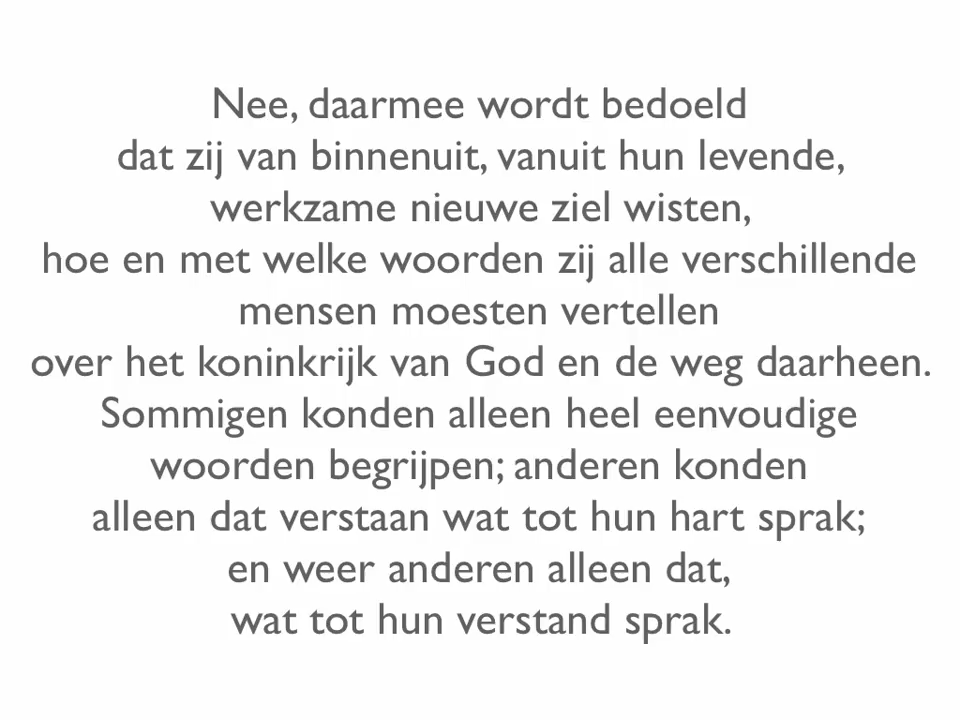 Nee, daarmee wordt bedoeld
dat zij van binnenuit, vanuit hun levende,
werkzame nieuwe ziel wisten,
hoe en met welke woorden zij alle verschillende
mensen moesten vertellen
over het koninkrijk van God en de weg daarheen.
Sommigen konden alleen heel eenvoudige
woorden begrijpen; anderen konden
alleen dat verstaan wat tot hun hart sprak;
en weer anderen alleen dat,
wat tot hun verstand sprak.